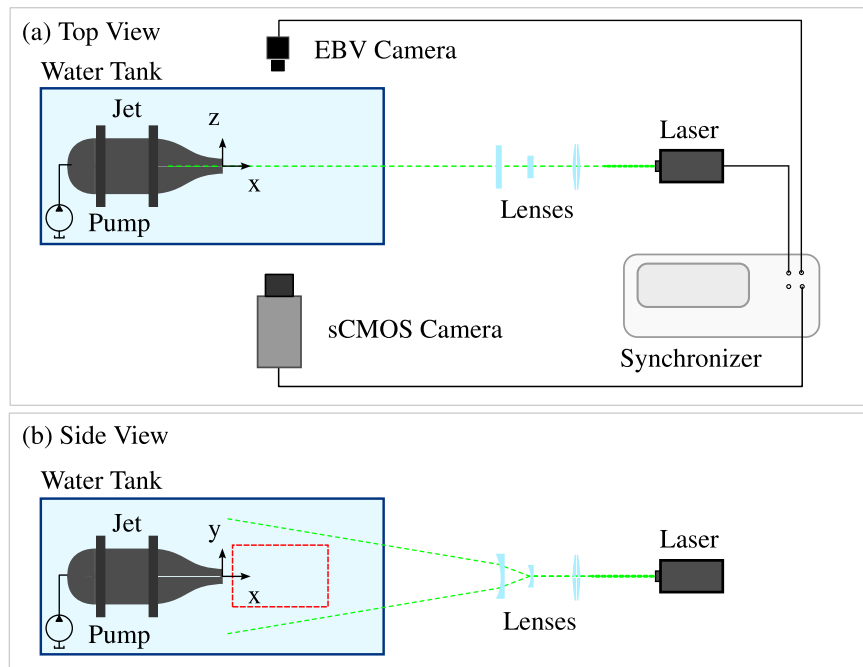 (a) Top View
EBV Camera
Water Tank
Jet
z
x
Pump
Laser
Lenses
sCMOS Camera
Synchronizer
(b) Side View
Water Tank
Jet
y
x
Pump
Laser
Lenses